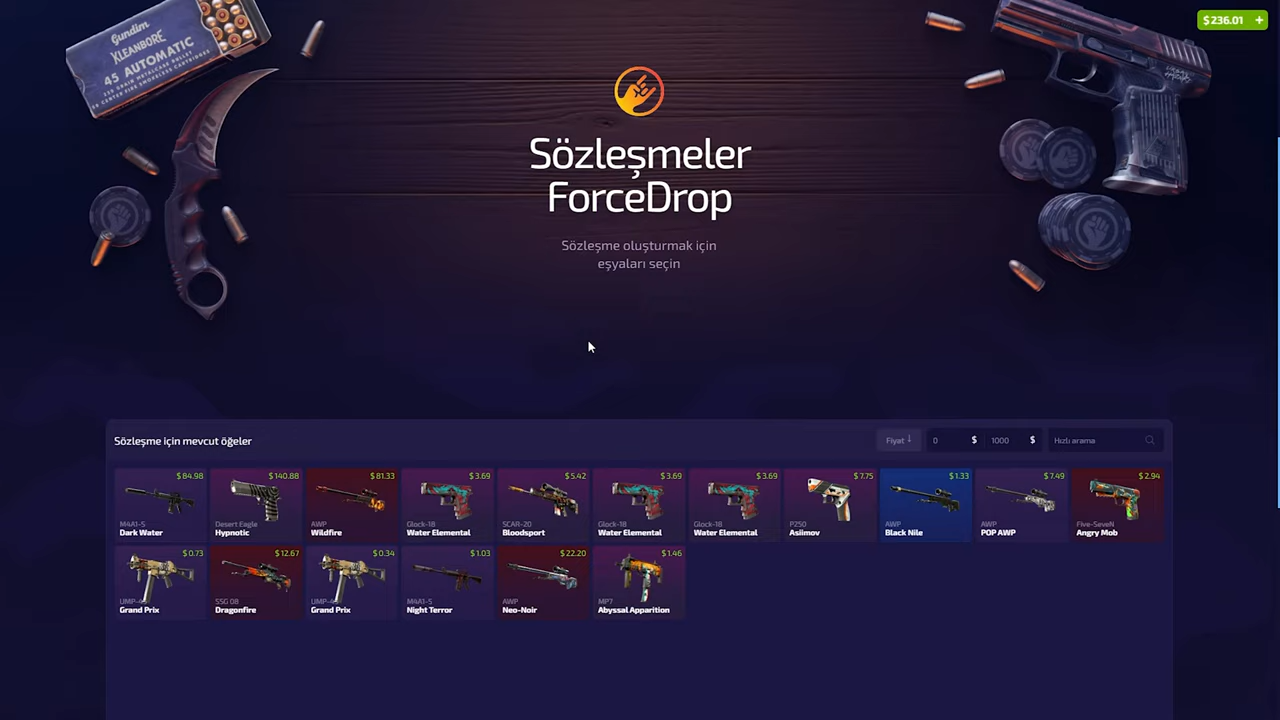 $236.01 +
Gundim
KLEANBORE
45 AUTOMATIC
Sözleşmeler
ForceDrop
Sözleşme oluşturmak için
eşyaları seçin
Sözleşme için mevcut öğeler
Fiyat
0 $
1000 $
Hızlı arama
$84.98
M4A1-S
Dark Water
$140.88
Desert Eagle
Hypnotic
$81.33
AWP
Wildfire
$3.69
Glock-18
Water Elemental
$5.42
SCAR-20
Bloodsport
$3.69
Glock-18
Water Elemental
$3.69
Glock-18
Water Elemental
$7.75
P250
Asiimov
$1.33
AWP
Black Nile
$7.49
AWP
POP AWP
$2.94
Five-SeveN
Angry Mob
$0.73
UMP-4
Grand Prix
$12.67
SSG 08
Dragonfire
$0.34
UMP-4
Grand Prix
$1.03
M4A1-S
Night Terror
$22.20
AWP
Neo-Noir
$1.46
MP7
Abyssal Apparition